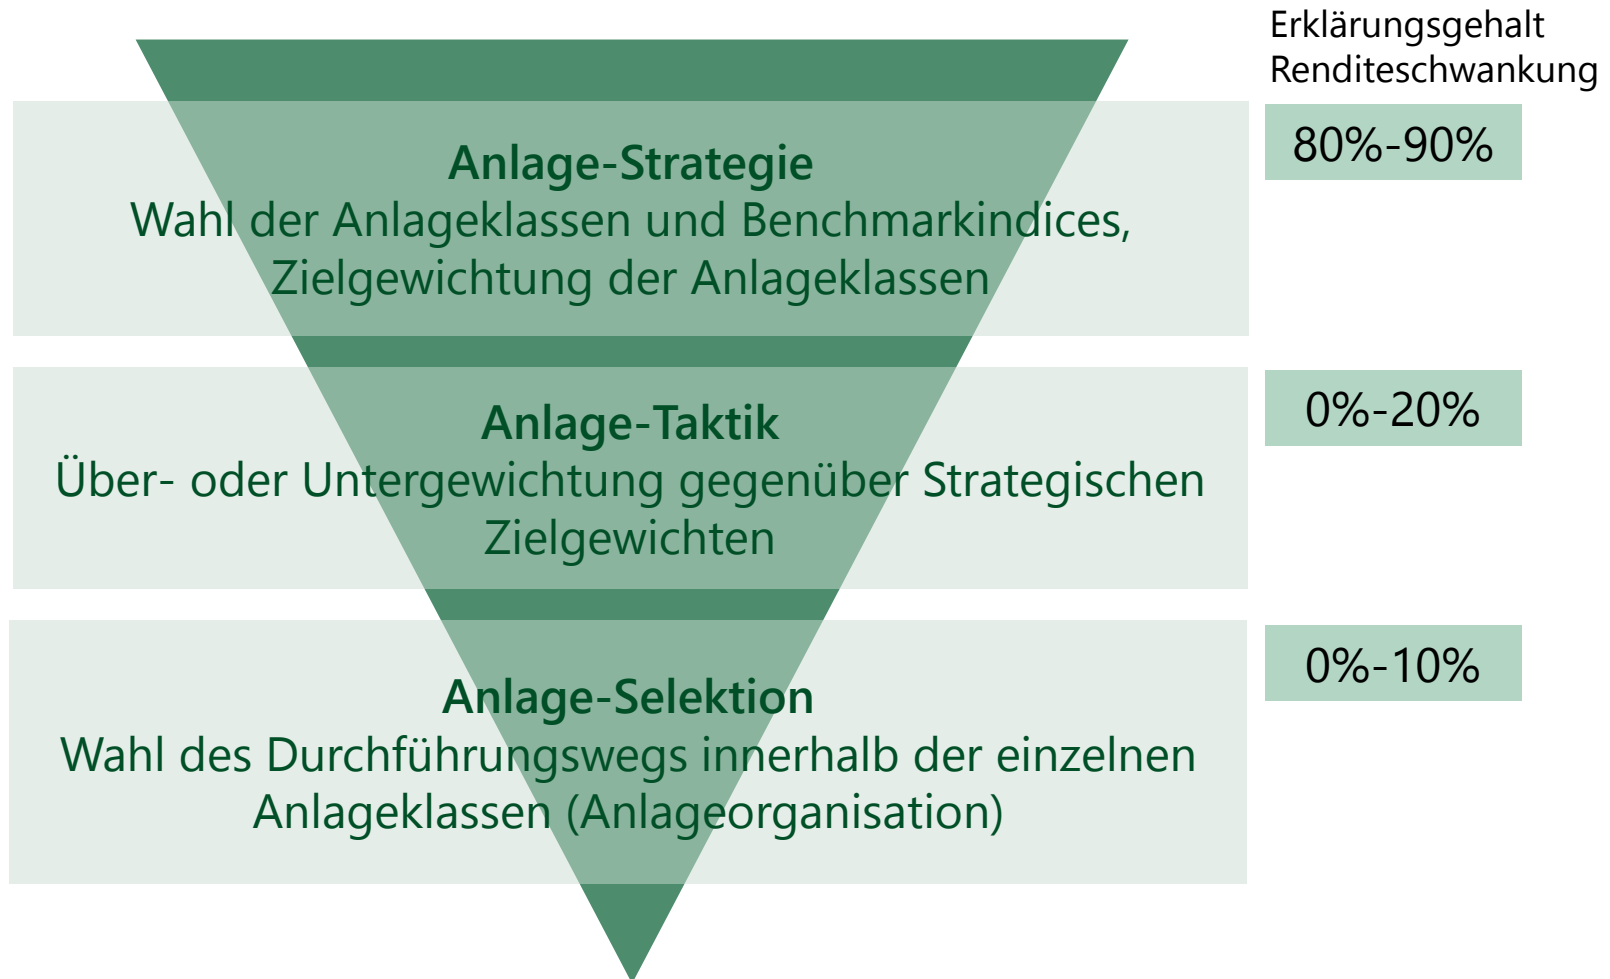 Erklärungsgehalt
Renditeschwankung
Anlage-Strategie
Wahl der Anlageklassen und Benchmarkindices,
Zielgewichtung der Anlageklassen
80%-90%
Anlage-Taktik
Über- oder Untergewichtung gegenüber Strategischen
Zielgewichten
0%-20%
Anlage-Selektion
Wahl des Durchführungswegs innerhalb der einzelnen
Anlageklassen (Anlageorganisation)
0%-10%